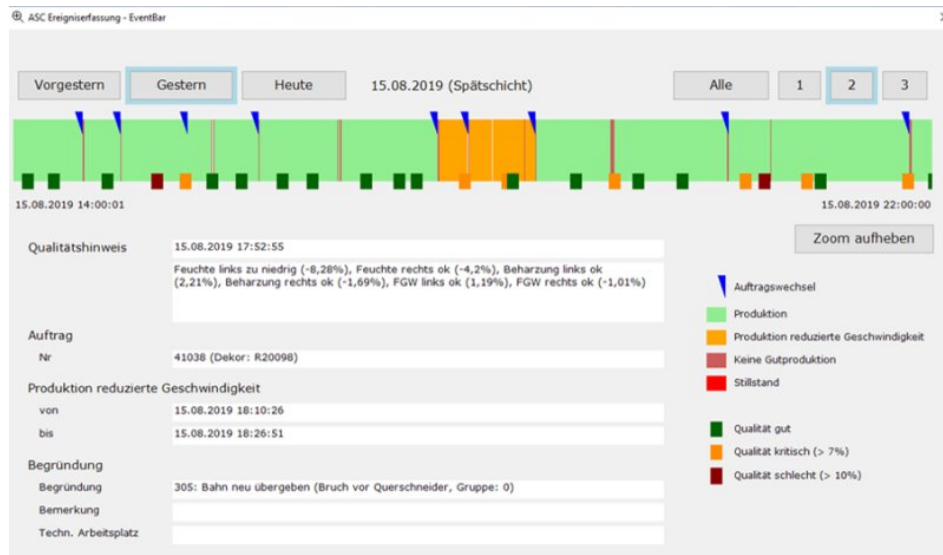 ASC Ereigniserfassung - EventBar
Vorgestern Gestern Heute 15.08.2019 (Spätschicht) Alle 1 2 3
15.08.2019 14:00:01 15.08.2019 22:00:00
Zoom aufheben
Qualitätshinweis 15.08.2019 17:52:55
Feuchte links zu niedrig (-8,28%), Feuchte rechts ok (-4,2%), Beharzung links ok
(2,21%), Beharzung rechts ok (-1,69%), FGW links ok (1,19%), FGW rechts ok (-1,01%)
Auftrag
Nr 41038 (Dekor: R20098)
Produktion reduzierte Geschwindigkeit
von 15.08.2019 18:10:26
bis 15.08.2019 18:26:51
Begründung
Begründung 305: Bahn neu übergeben (Bruch vor Querschneider, Gruppe: 0)
Bemerkung
Techn. Arbeitsplatz
Auftragswechsel
Produktion
Produktion reduzierte Geschwindigkeit
Keine Gutproduktion
Stillstand
Qualität gut
Qualität kritisch (> 7%)
Qualität schlecht (> 10%)